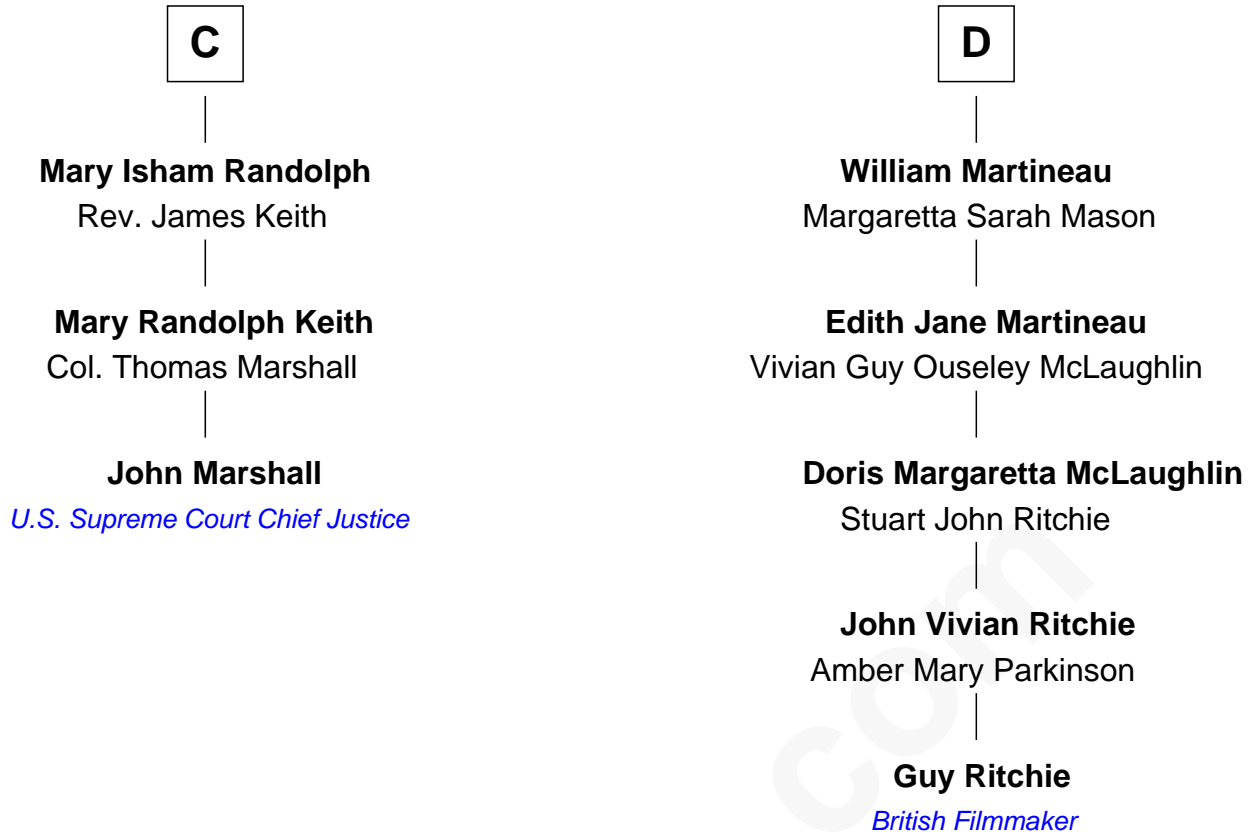 C
Mary Isham Randolph
Rev. James Keith
Mary Randolph Keith
Col. Thomas Marshall
John Marshall
U.S. Supreme Court Chief Justice
D
William Martineau
Margaretta Sarah Mason
Edith Jane Martineau
Vivian Guy Ouseley McLaughlin
Doris Margaretta McLaughlin
Stuart John Ritchie
John Vivian Ritchie
Amber Mary Parkinson
Guy Ritchie
British Filmmaker
com